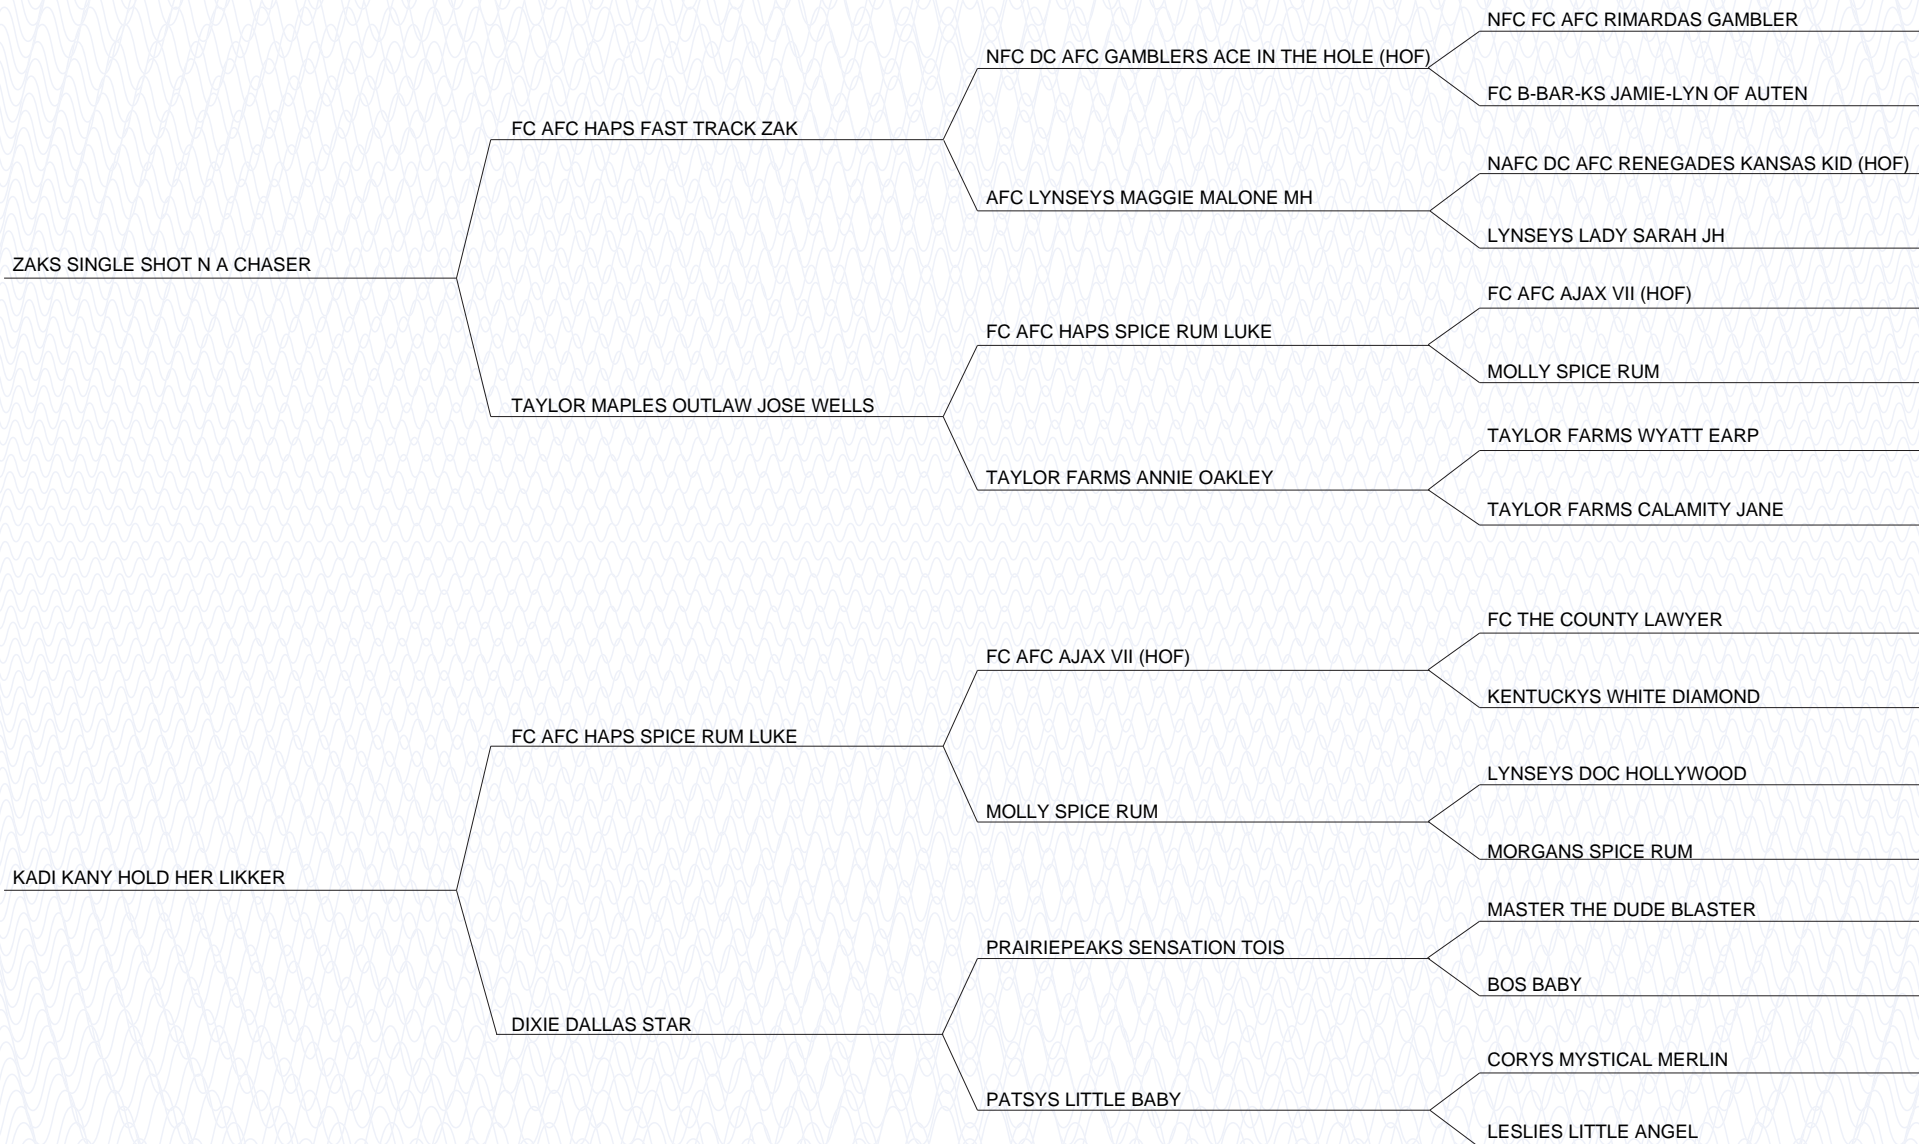 NFC FC AFC RIMARDAS GAMBLER
NFC DC AFC GAMBLERS ACE IN THE HOLE (HOF)
FC B-BAR-KS JAMIE-LYN OF AUTEN
FC AFC HAPS FAST TRACK ZAK
NAFC DC AFC RENEGADES KANSAS KID (HOF)
AFC LYNSEYS MAGGIE MALONE MH
LYNSEYS LADY SARAH JH
ZAKS SINGLE SHOT N A CHASER
FC AFC AJAX VII (HOF)
FC AFC HAPS SPICE RUM LUKE
MOLLY SPICE RUM
TAYLOR MAPLES OUTLAW JOSE WELLS
TAYLOR FARMS WYATT EARP
TAYLOR FARMS ANNIE OAKLEY
TAYLOR FARMS CALAMITY JANE
FC THE COUNTY LAWYER
FC AFC AJAX VII (HOF)
KENTUCKYS WHITE DIAMOND
FC AFC HAPS SPICE RUM LUKE
LYNSEYS DOC HOLLYWOOD
MOLLY SPICE RUM
MORGANS SPICE RUM
KADI KANY HOLD HER LIKKER
MASTER THE DUDE BLASTER
PRAIRIEPEAKS SENSATION TOIS
BOS BABY
DIXIE DALLAS STAR
CORYS MYSTICAL MERLIN
PATSYS LITTLE BABY
LESLIES LITTLE ANGEL